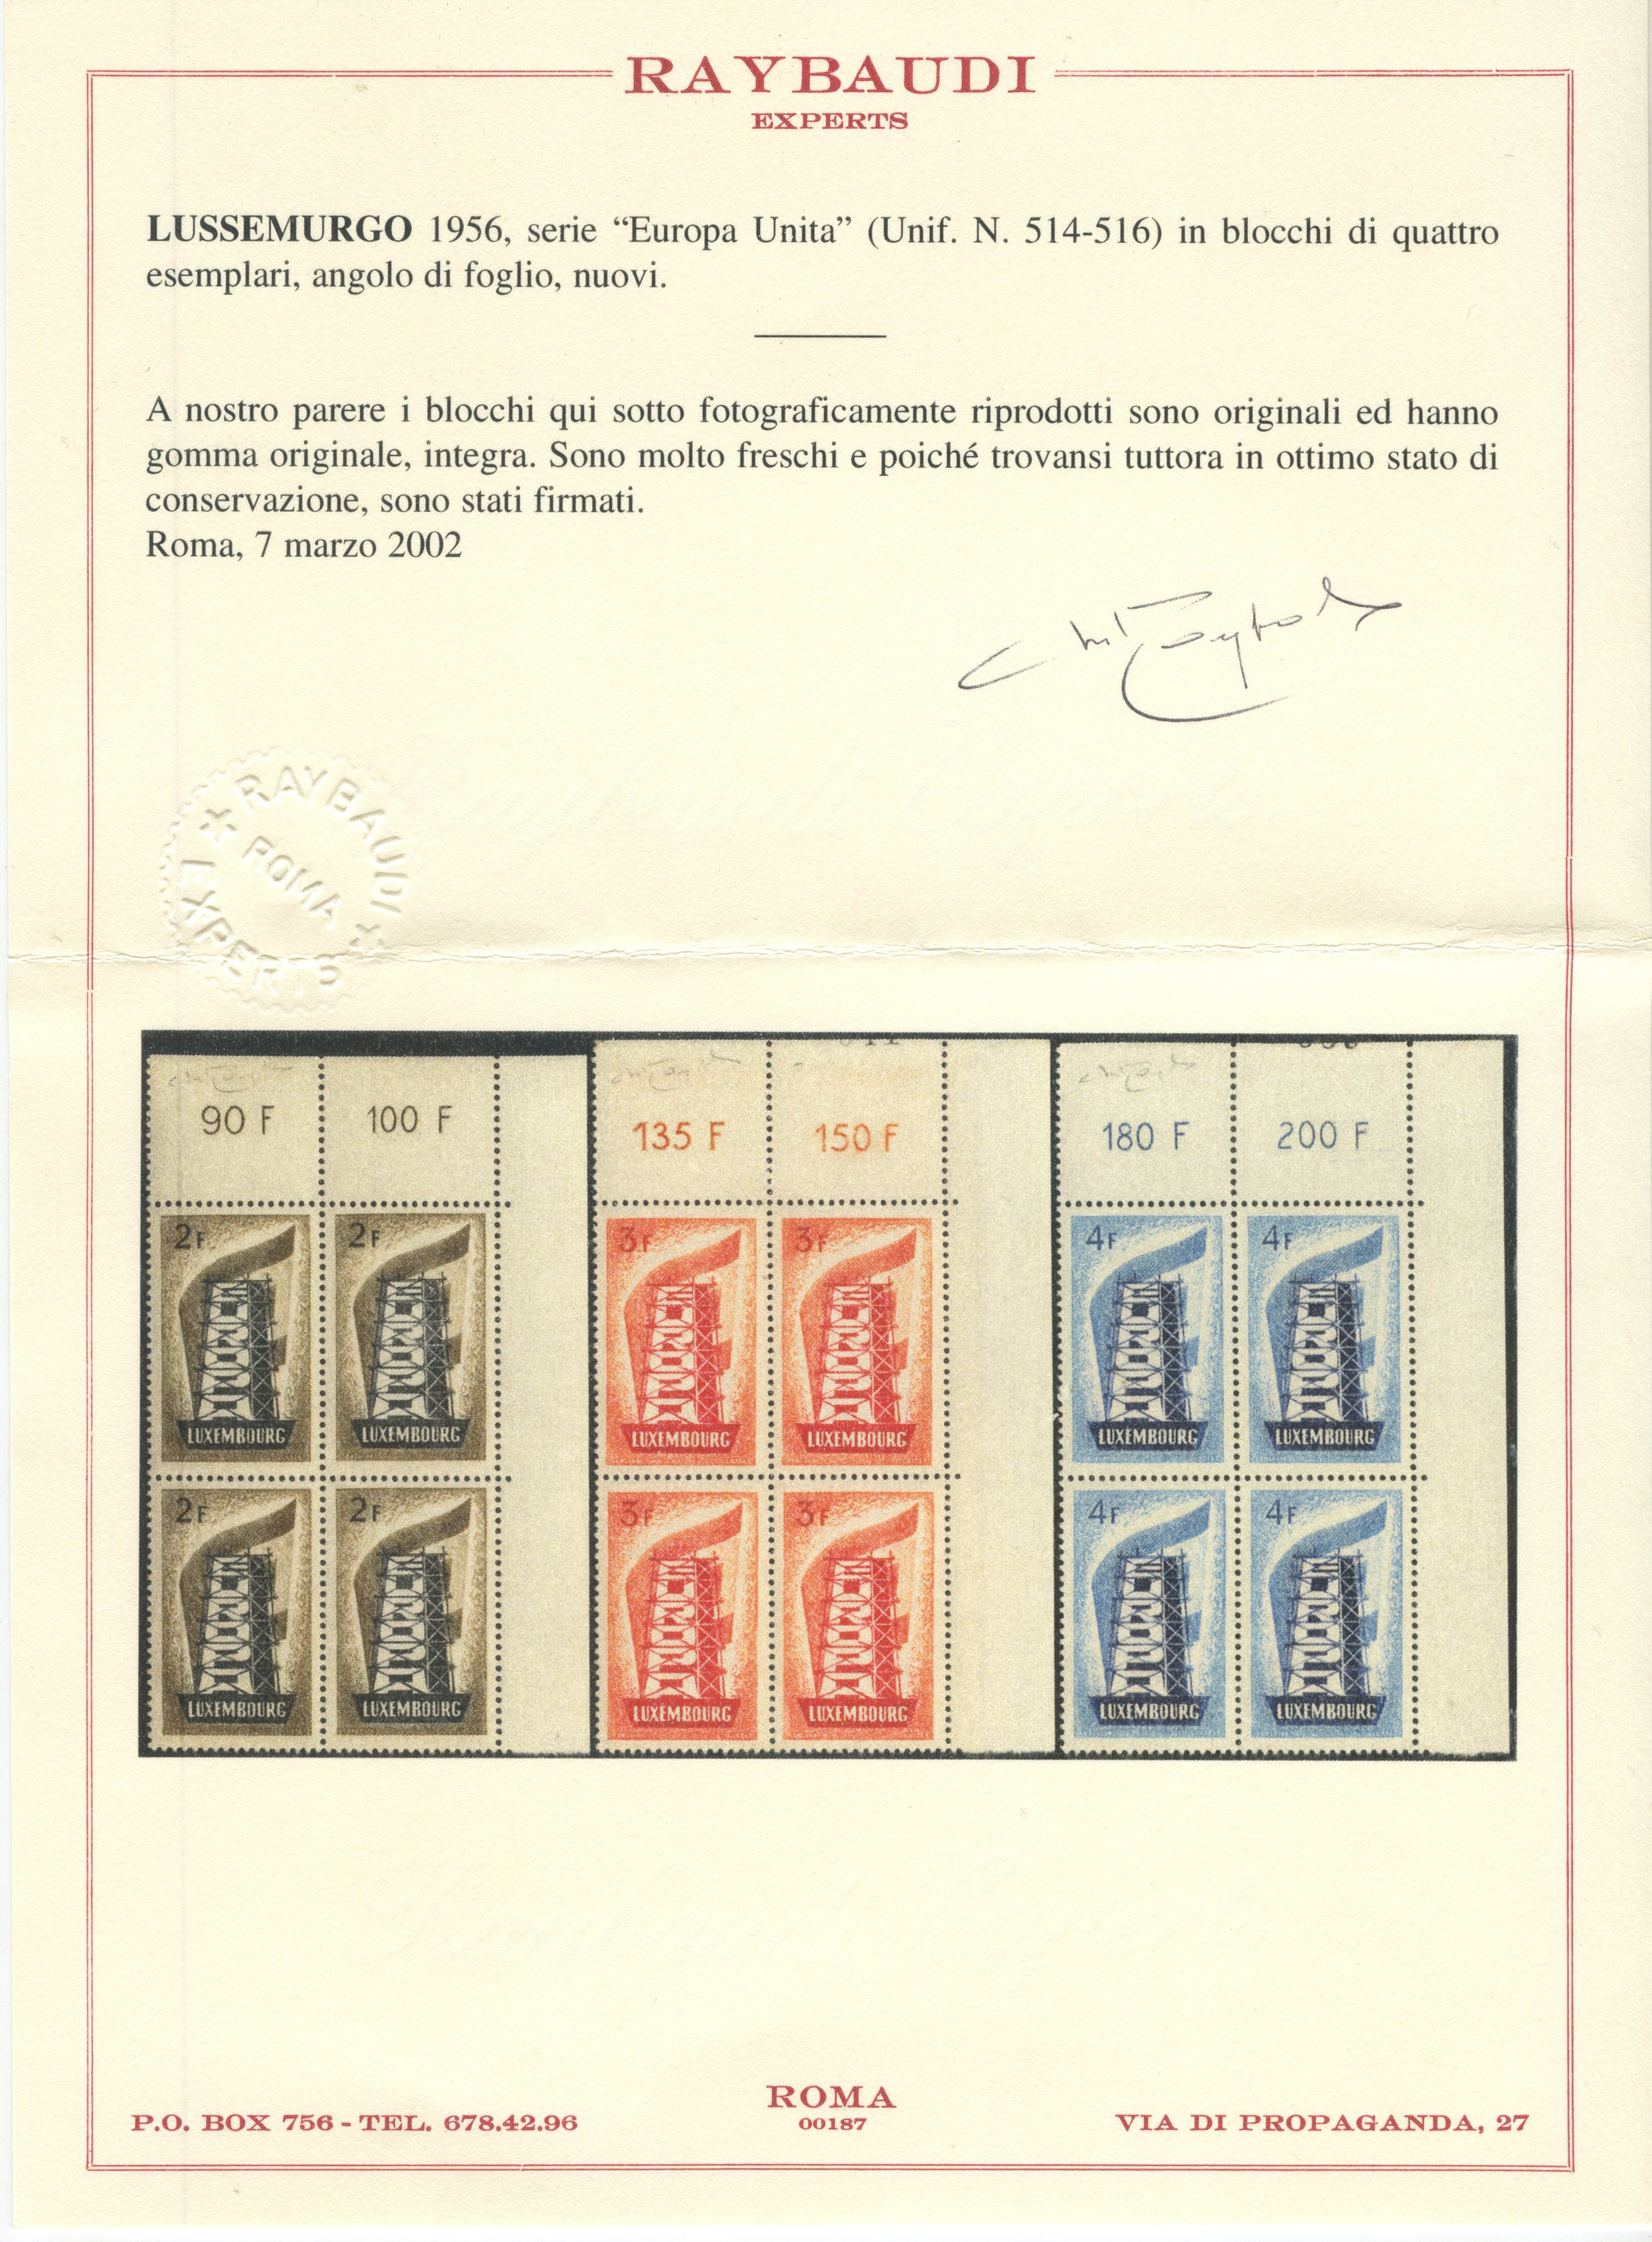 RAYBAUDI
EXPERTS
LUSSEMURGO 1956, serie “Europa Unita” (Unif. N. 514-516) in blocchi di quattro
esemplari, angolo di foglio, nuovi.
A nostro parere i blocchi qui sotto fotograficamente riprodotti sono originali ed hanno
gomma originale, integra. Sono molto freschi e poiché trovansi tuttora in ottimo stato di
conservazione, sono stati firmati.
Roma, 7 marzo 2002
RAYBAUDI
ROMA
EXPERTS
90 F 100 F 135 F 150 F 180 F 200 F
2F 2F 3F 3F 4F 4F
LUXEMBOURG LUXEMBOURG LUXEMBOURG LUXEMBOURG LUXEMBOURG LUXEMBOURG
2F 2F 3F 3F 4F 4F
LUXEMBOURG LUXEMBOURG LUXEMBOURG LUXEMBOURG LUXEMBOURG LUXEMBOURG
ROMA
00187
P.O. BOX 756 - TEL. 678.42.96
VIA DI PROPAGANDA, 27